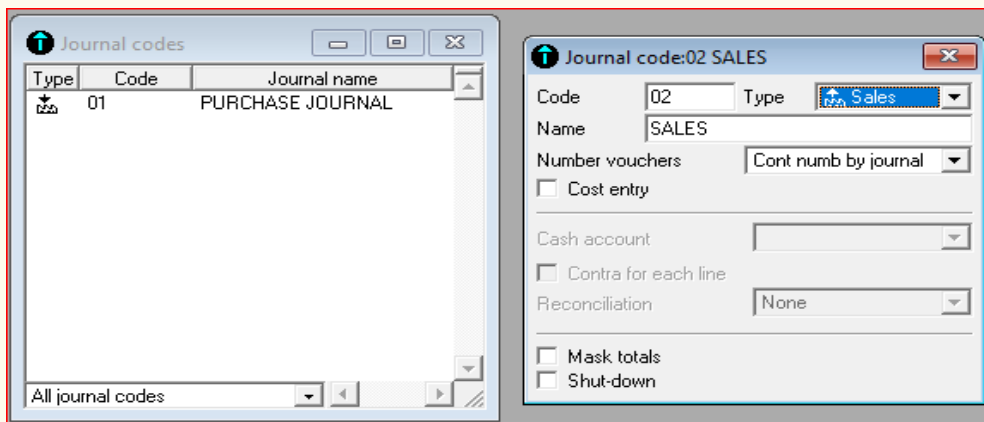 Journal codes
Type Code Journal name
01 PURCHASE JOURNAL
All journal codes
Journal code:02 SALES
Code 02 Type Sales
Name SALES
Number vouchers Cont numb by journal
Cost entry
Cash account
Contra for each line
Reconciliation None
Mask totals
Shut-down